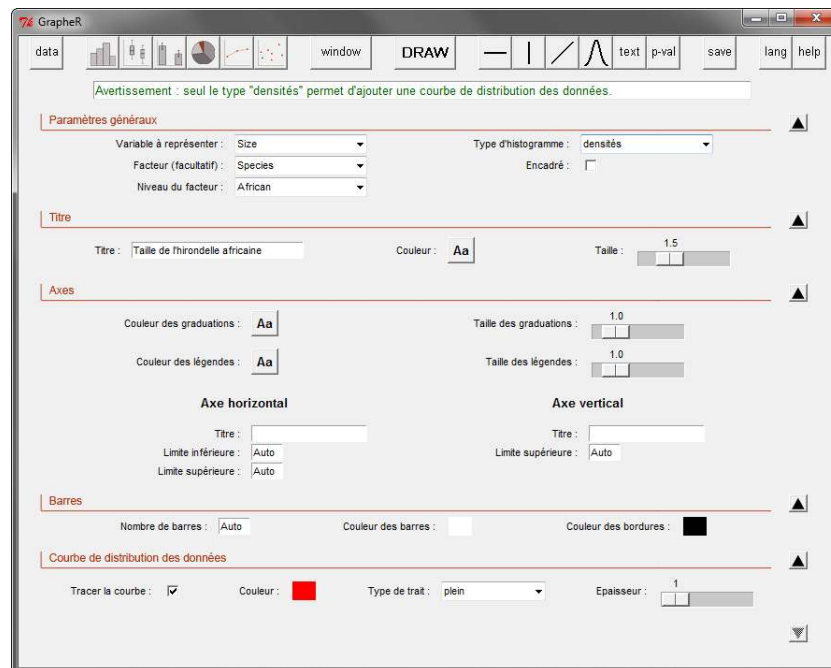 GrapheR
data window DRAW text p-val save lang help
Avertissement : seul le type "densités" permet d'ajouter une courbe de distribution des données.
Paramètres généraux
Variable à représenter : Size Type d'histogramme : densités
Facteur (facultatif) : Species Encadré :
Niveau du facteur : African
Titre
Titre : Taille de l'hirondelle africaine Couleur : Aa Taille : 1.5
Axes
Couleur des graduations : Aa Taille des graduations : 1.0
Couleur des légendes : Aa Taille des légendes : 1.0
Axe horizontal Axe vertical
Titre : Titre :
Limite inférieure : Auto Limite supérieure : Auto
Limite supérieure : Auto
Barres
Nombre de barres : Auto Couleur des barres : Couleur des bordures :
Courbe de distribution des données
Tracer la courbe : Couleur : Type de trait : plein Epaisseur : 1